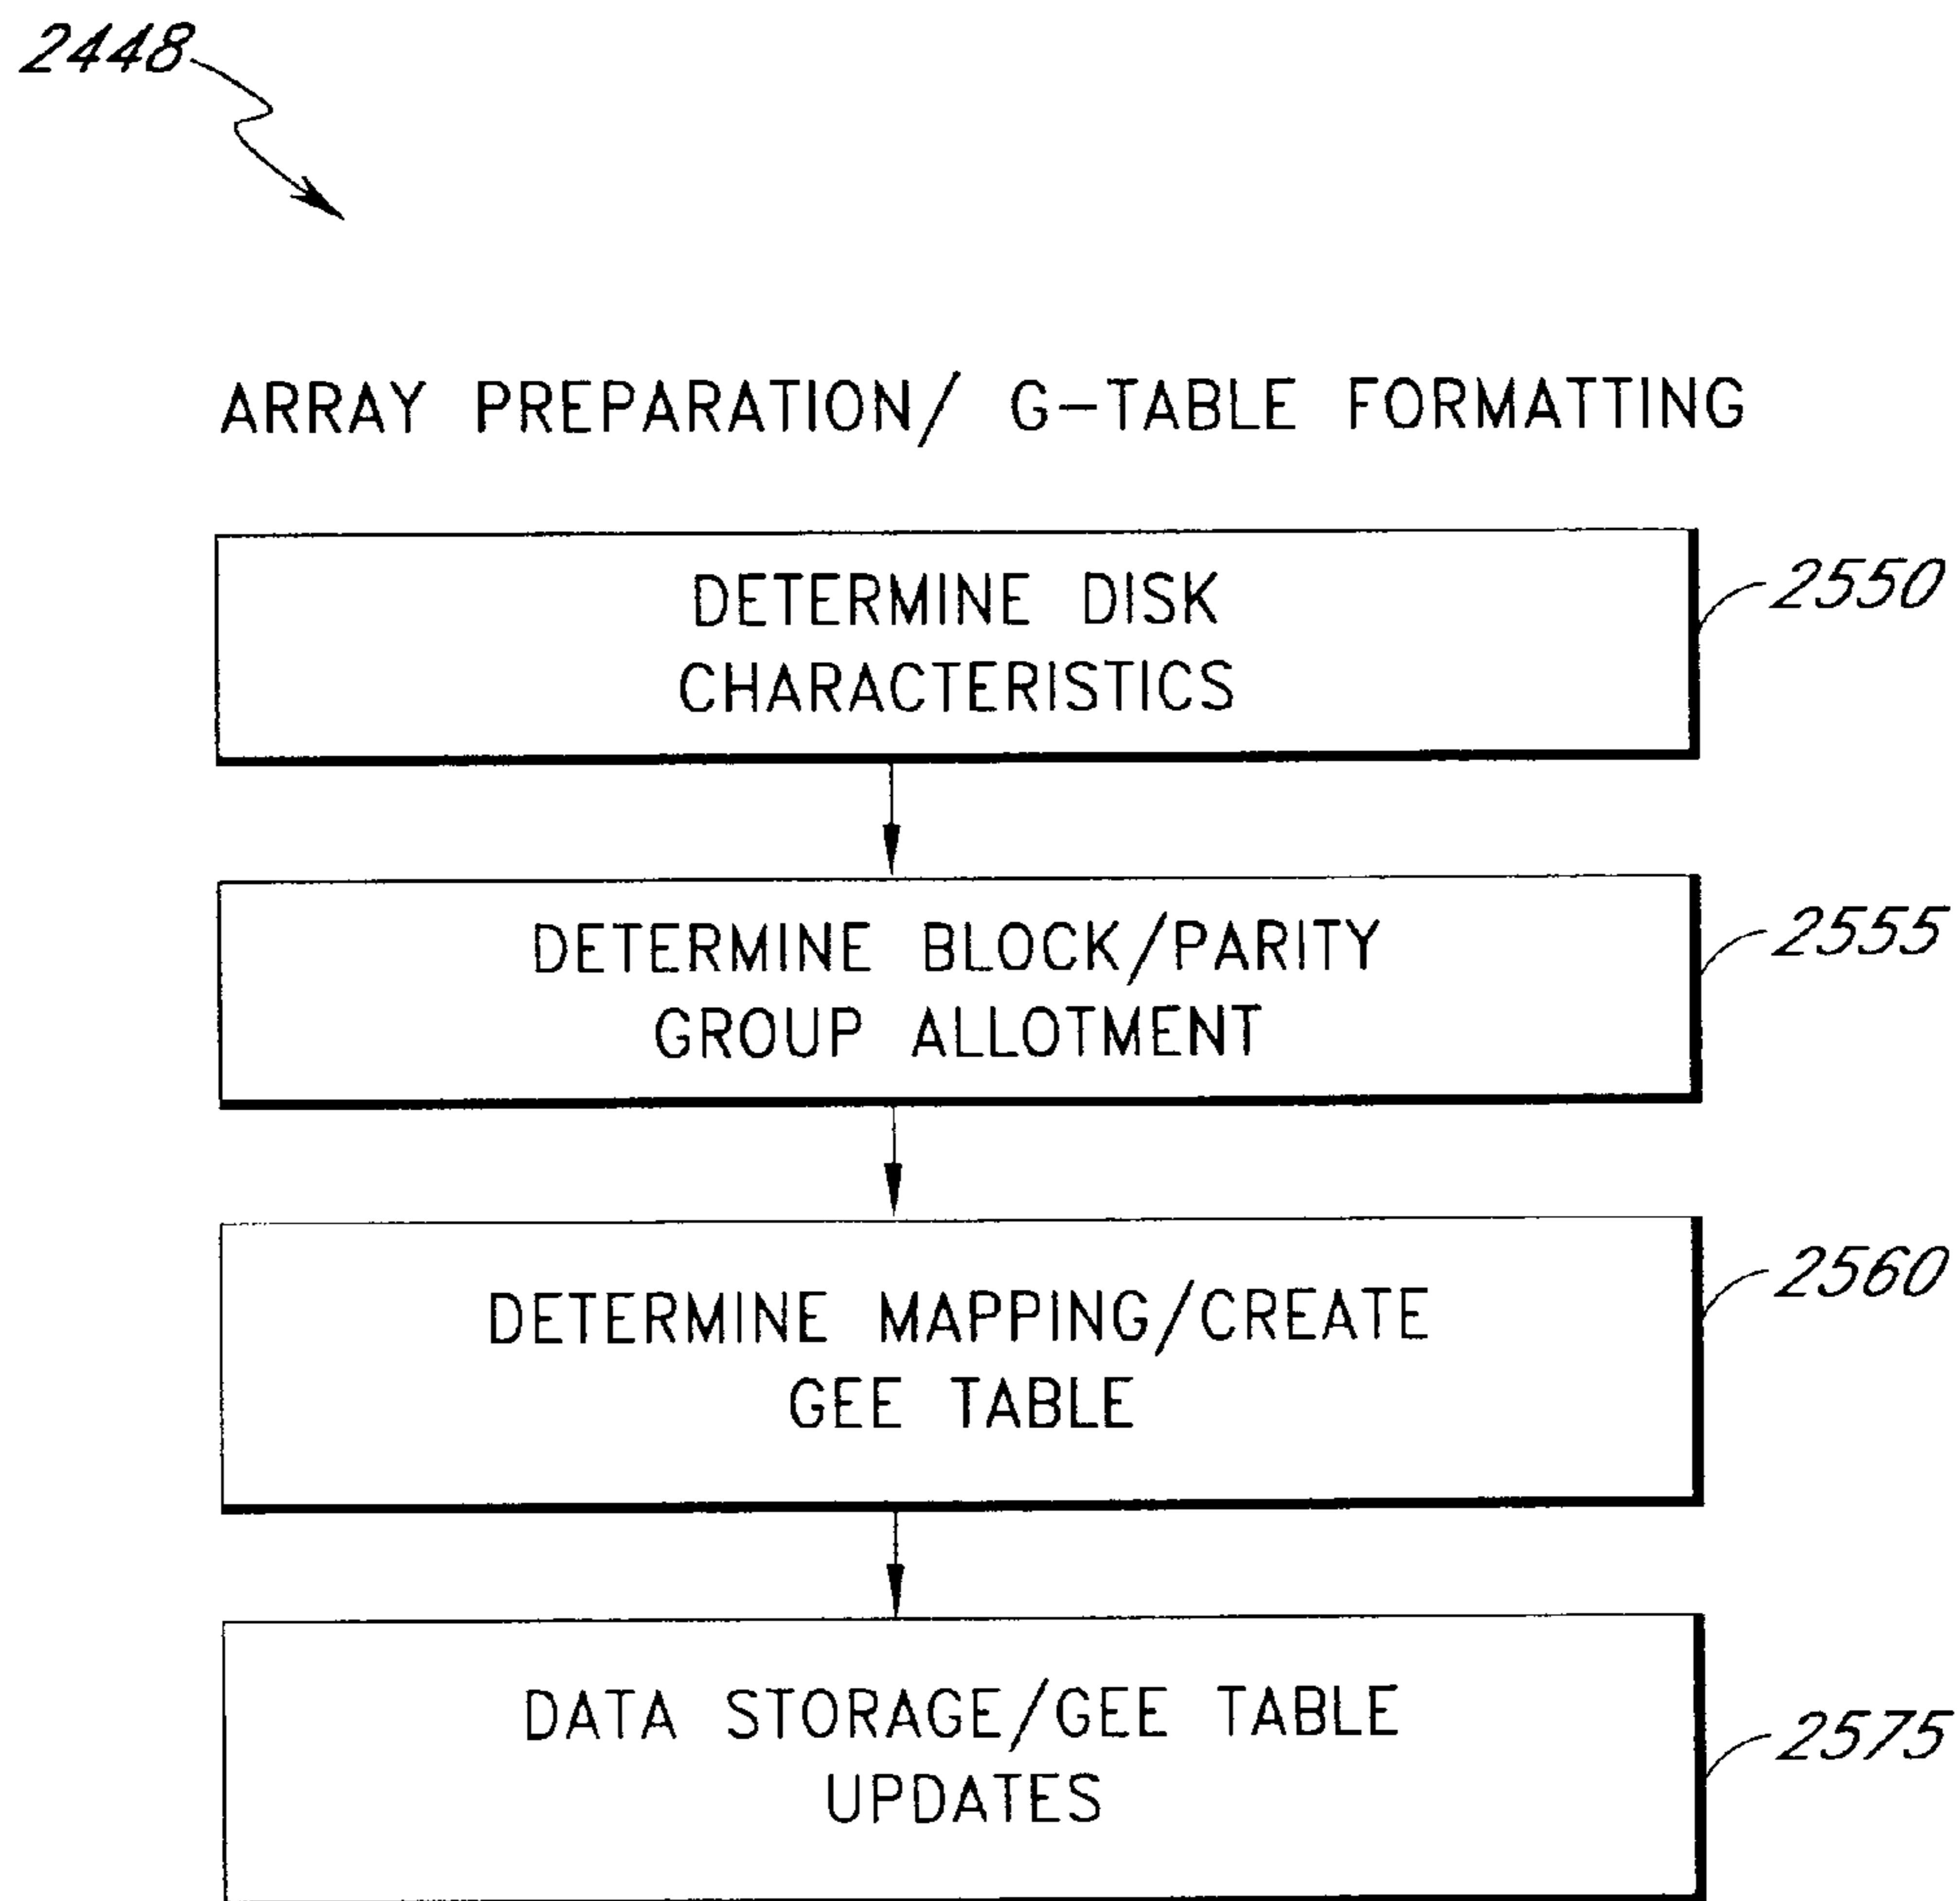 2448
ARRAY PREPARATION/ G-TABLE FORMATTING
DETERMINE DISK
CHARACTERISTICS
2550
DETERMINE BLOCK/PARITY
GROUP ALLOTMENT
2555
DETERMINE MAPPING/CREATE
GEE TABLE
2560
DATA STORAGE/GEE TABLE
UPDATES
2575